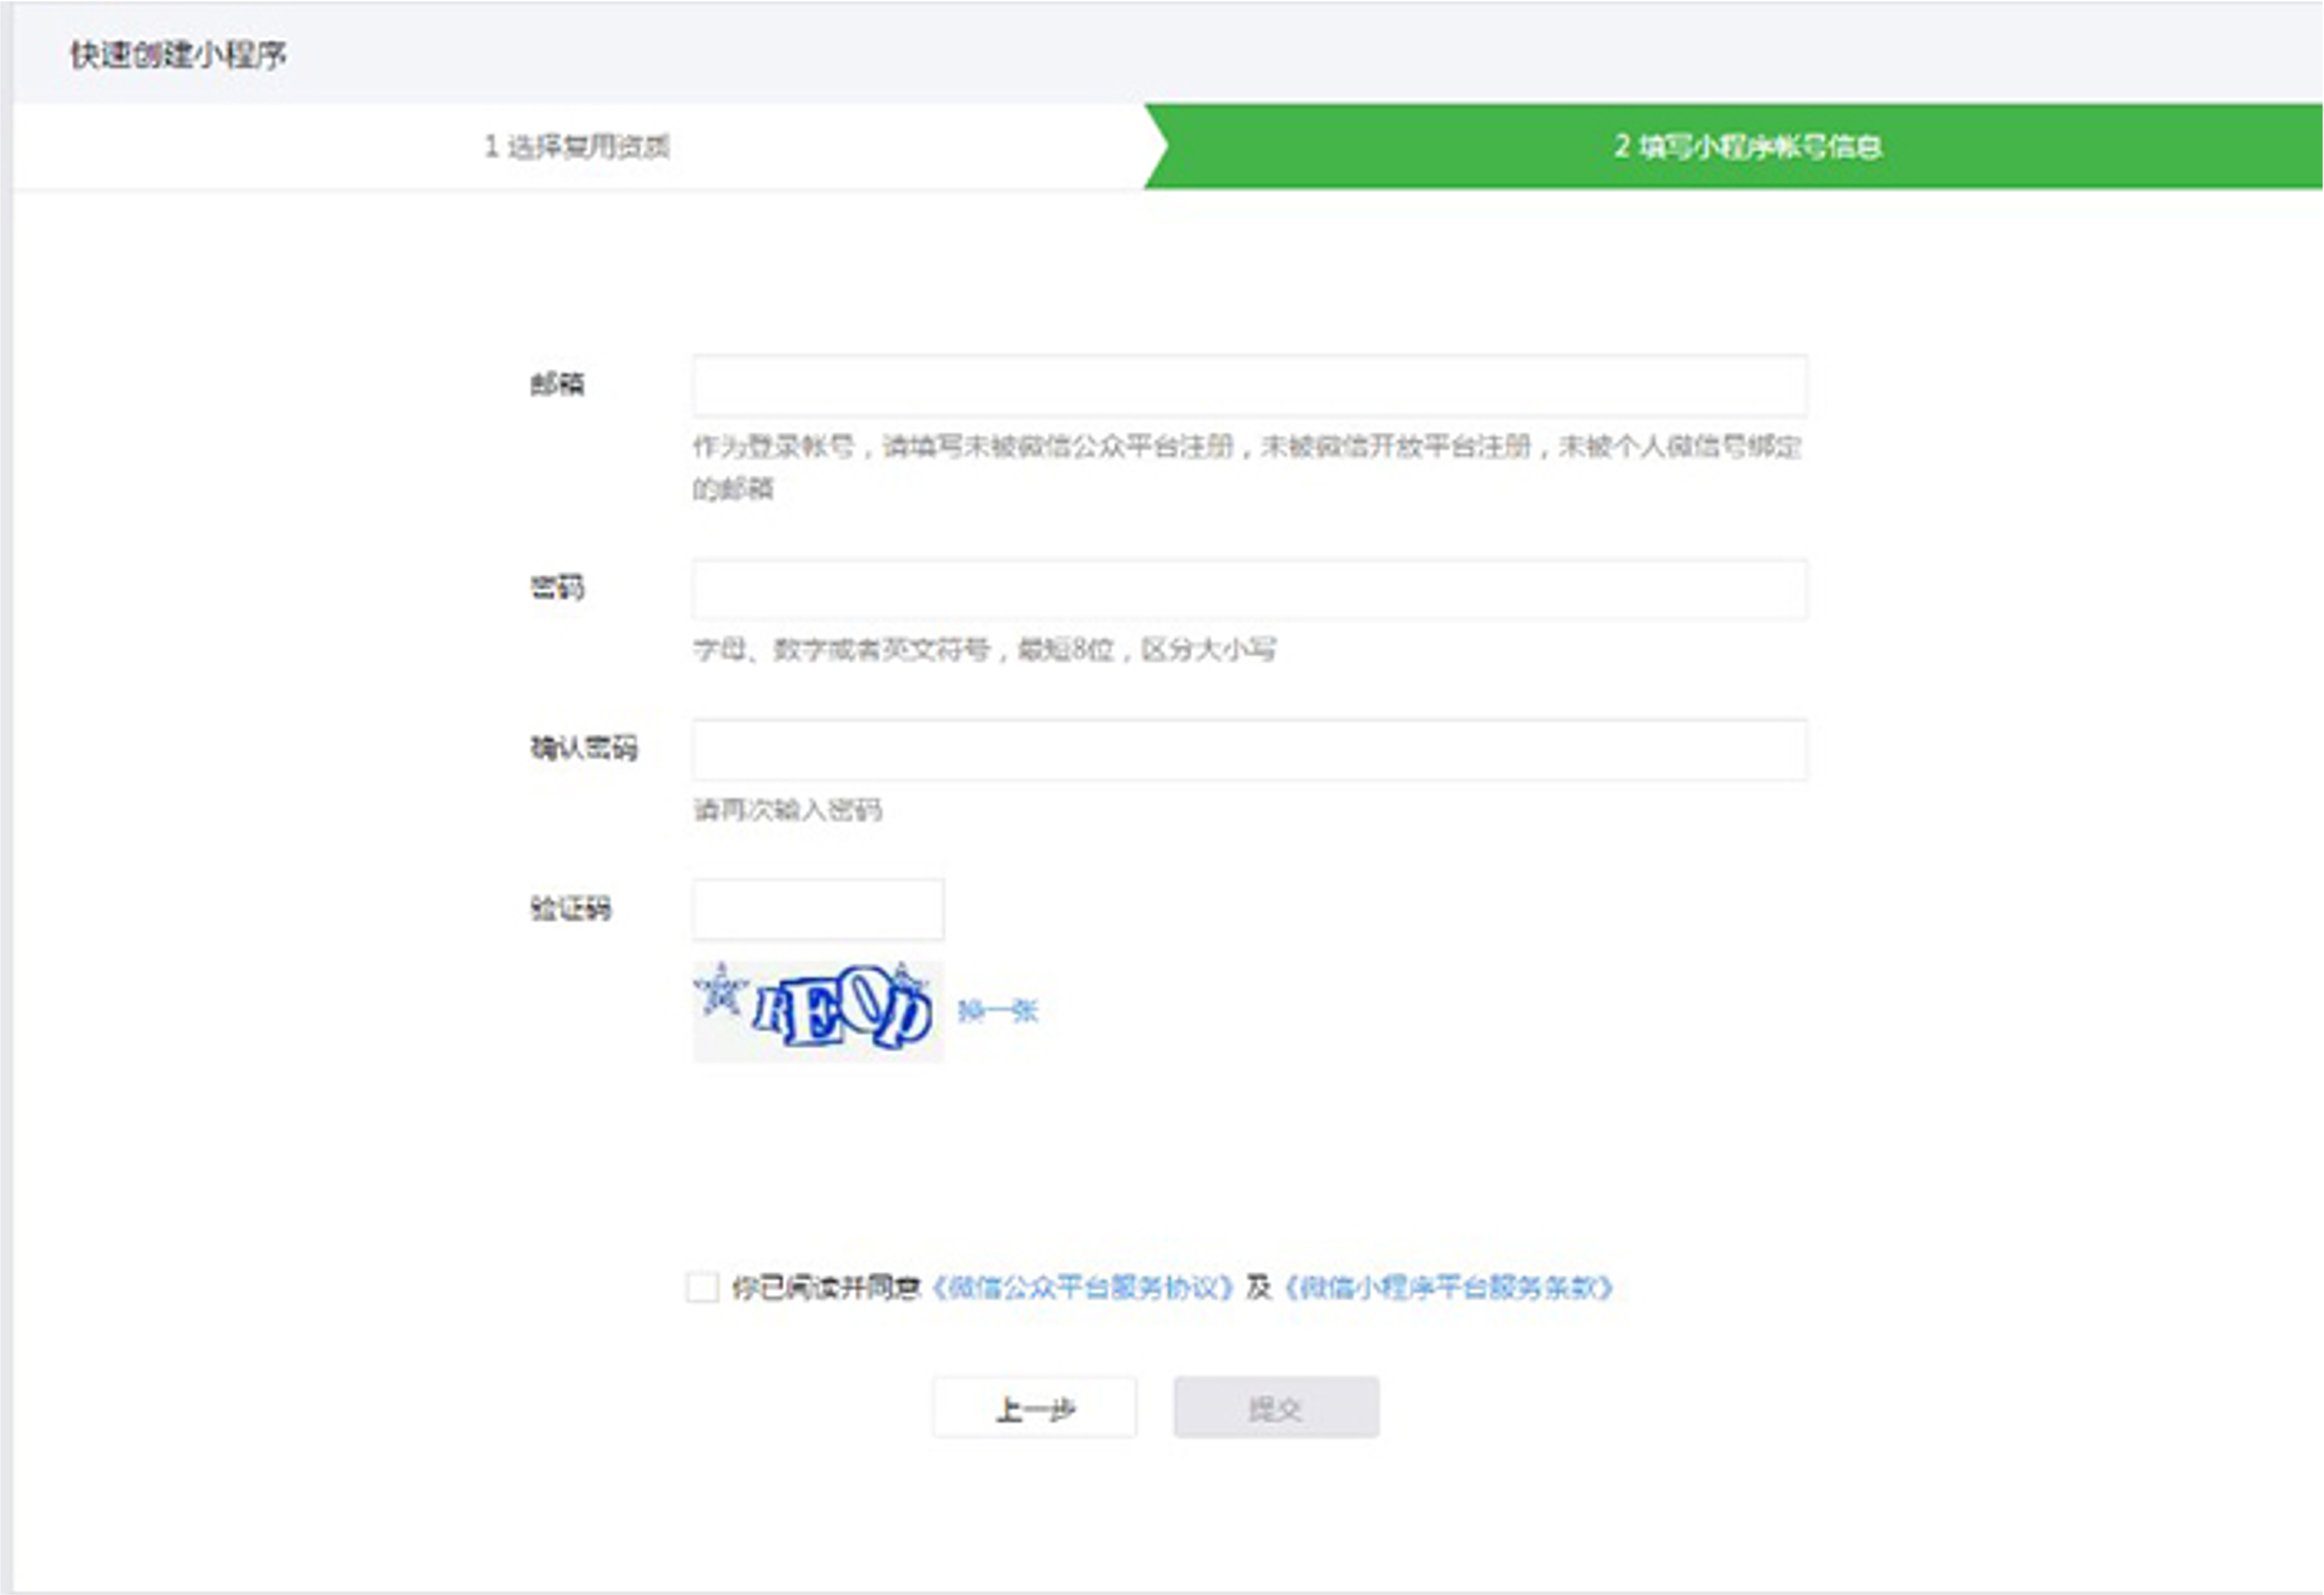 快速创建小程序
1 选择复用资质
2 填写小程序帐号信息
邮箱
作为登录帐号，请填写未被微信公众平台注册，未被微信开放平台注册，未被个人微信号绑定
的邮箱
密码
字母、数字或者英文符号，最短8位，区分大小写
确认密码
请再次输入密码
验证码
换一张
你已阅读并同意《微信公众平台服务协议》及《微信小程序平台服务条款》
上一步
提交